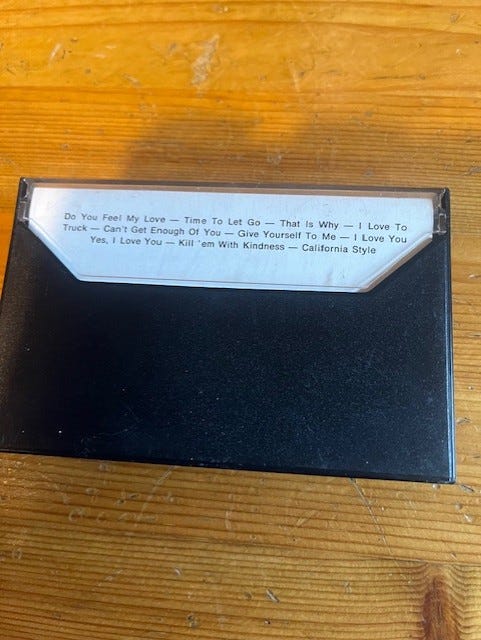 Do You Feel My Love — Time To Let Go — That Is Why — I Love To
Truck — Can't Get Enough Of You — Give Yourself To Me — I Love You
Yes, I Love You — Kill 'em With Kindness — California Style